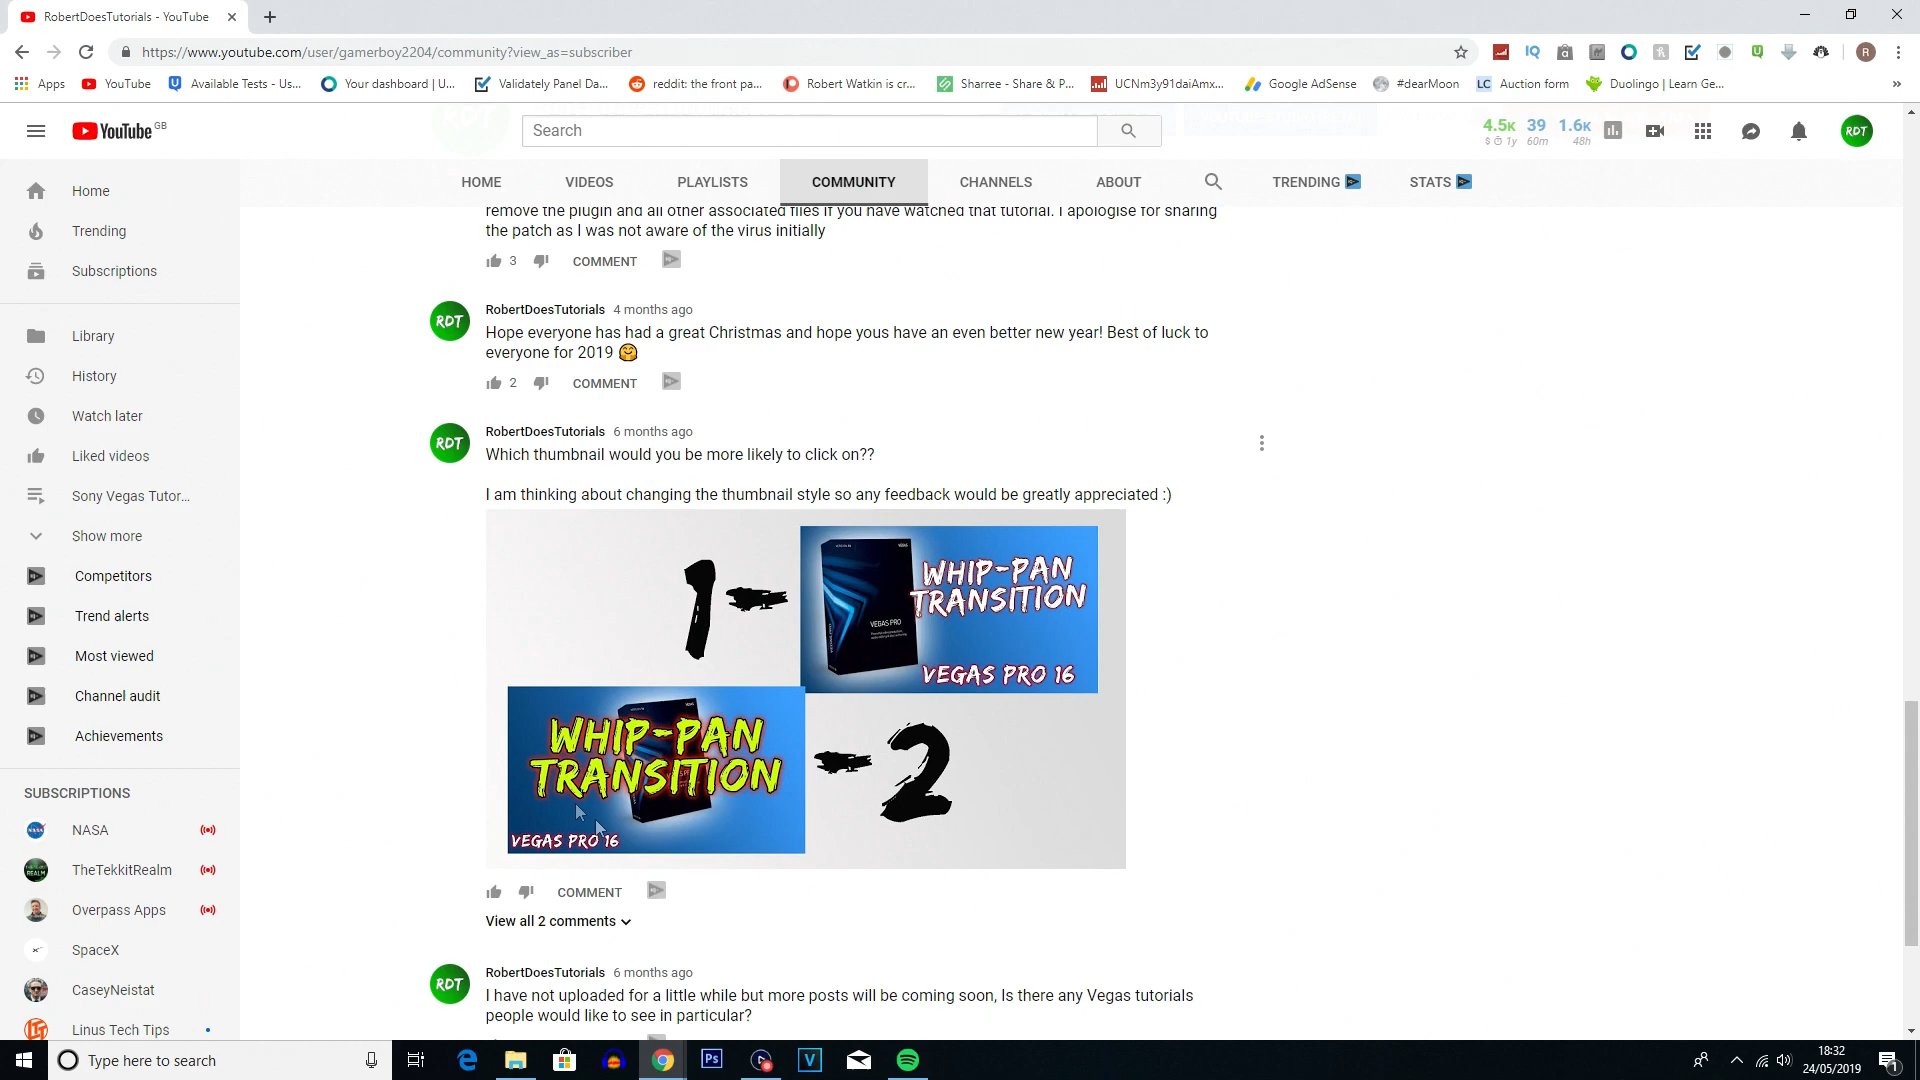 RobertDoesTutorials - YouTube
https://www.youtube.com/user/gamerboy2204/community?view_as=subscriber
IQ
R
Apps
YouTube
Available Tests - Us...
Your dashboard | U...
Validately Panel Da...
reddit: the front pa...
Robert Watkin is cr...
Sharree - Share & P...
UCNm3y91daiAmx...
Google AdSense
#dearMoon
LC Auction form
Duolingo | Learn Ge...
YouTube GB
Search
4.5K 39 1.6K
1y 60m 48h
RDT
HOME
VIDEOS
PLAYLISTS
COMMUNITY
CHANNELS
ABOUT
TRENDING
STATS
Home
Trending
Subscriptions
Library
History
Watch later
Liked videos
Sony Vegas Tutor...
Show more
Competitors
Trend alerts
Most viewed
Channel audit
Achievements
SUBSCRIPTIONS
NASA
TheTekkitRealm
Overpass Apps
SpaceX
CaseyNeistat
Linus Tech Tips
remove the plugin and all other associated files if you have watched that tutorial. I apologise for sharing
the patch as I was not aware of the virus initially
3 COMMENT
RDT
RobertDoesTutorials 4 months ago
Hope everyone has had a great Christmas and hope yous have an even better new year! Best of luck to
everyone for 2019
2 COMMENT
RDT
RobertDoesTutorials 6 months ago
Which thumbnail would you be more likely to click on??
I am thinking about changing the thumbnail style so any feedback would be greatly appreciated :)
1 -
WHIP-PAN
TRANSITION
VEGAS PRO
VEGAS PRO 16
WHIP-PAN
TRANSITION
VEGAS PRO 16
- 2
COMMENT
View all 2 comments
RDT
RobertDoesTutorials 6 months ago
I have not uploaded for a little while but more posts will be coming soon, Is there any Vegas tutorials
people would like to see in particular?
Type here to search
Ps
V
18:32
24/05/2019
1